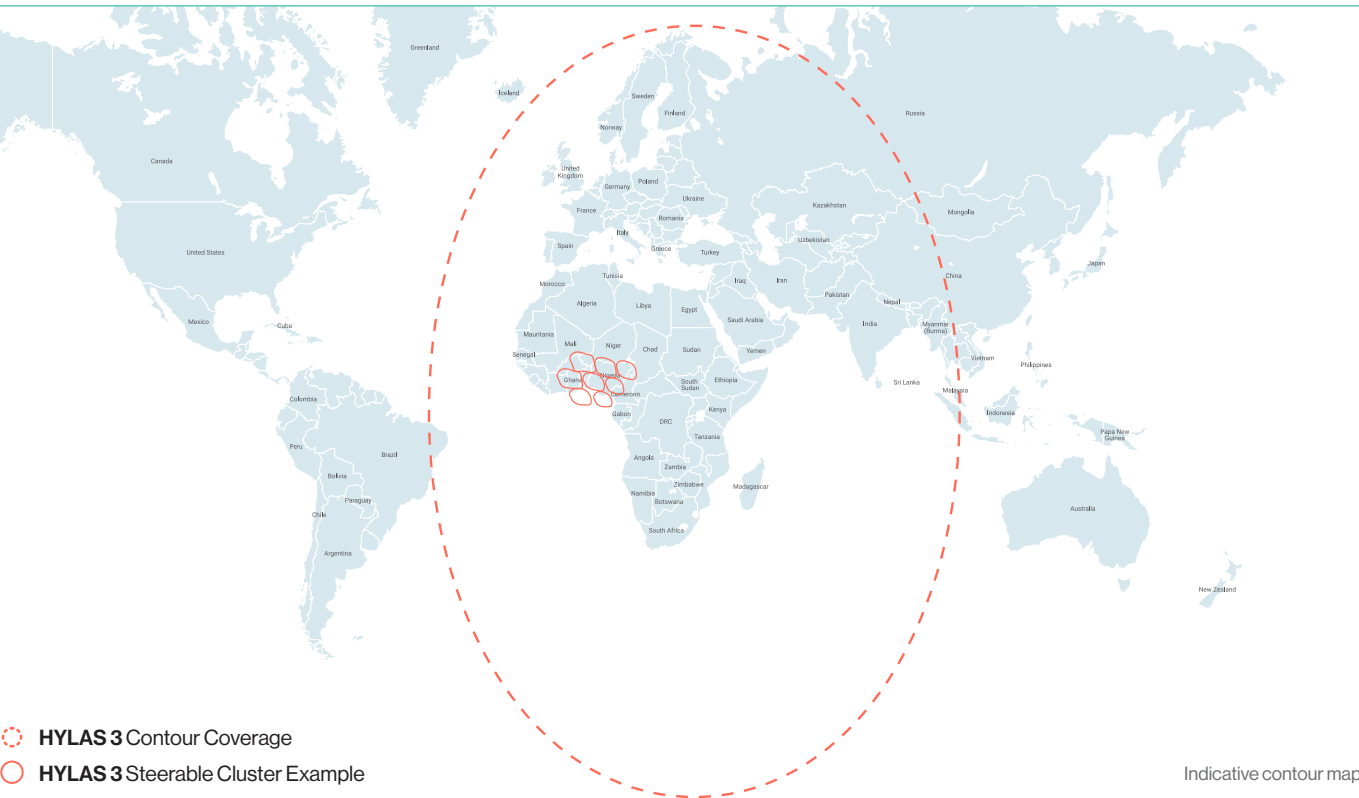 Greenland
Iceland
Sweden
Finland
Norway
Russia
Canada
United
Kingdom
Germany
Poland
Ukraine
Kazakhstan
France
Romania
Mongolia
Italy
Spain
Greece
Turkey
Uzbekistan
United States
Japan
China
Tunisia
Morocco
Iraq
Iran
Pakistan
Nepal
Algeria
Libya
Egypt
Saudi Arabia
India
Myanmar
(Burma)
Mexico
Cuba
Mauritania
Mali
Niger
Chad
Sudan
Yemen
Senegal
Vietnam
Philippines
Ghana
Nigeria
South
Sudan
Ethiopia
Sri Lanka
Malaysia
Cameroon
Colombia
Gabon
Kenya
Indonesia
DRC
Tanzania
Papa New
Guinea
Peru
Brazil
Angola
Zambia
Bolivia
Zimbabwe
Madagascar
Namibia
Botswana
Paraguay
Chile
Australia
South Africa
Argentina
New Zealand
HYLAS 3 Contour Coverage
HYLAS 3 Steerable Cluster Example
Indicative contour map